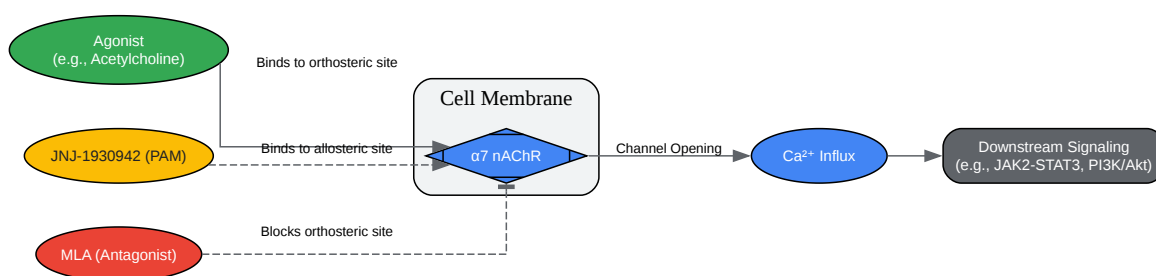 Agonist
(e.g., Acetylcholine)
Binds to orthosteric site
Cell Membrane
JNJ-1930942 (PAM)
Binds to allosteric site
α7 nAChR
Channel Opening
Ca²⁺ Influx
Downstream Signaling
(e.g., JAK2-STAT3, PI3K/Akt)
MLA (Antagonist)
Blocks orthosteric site